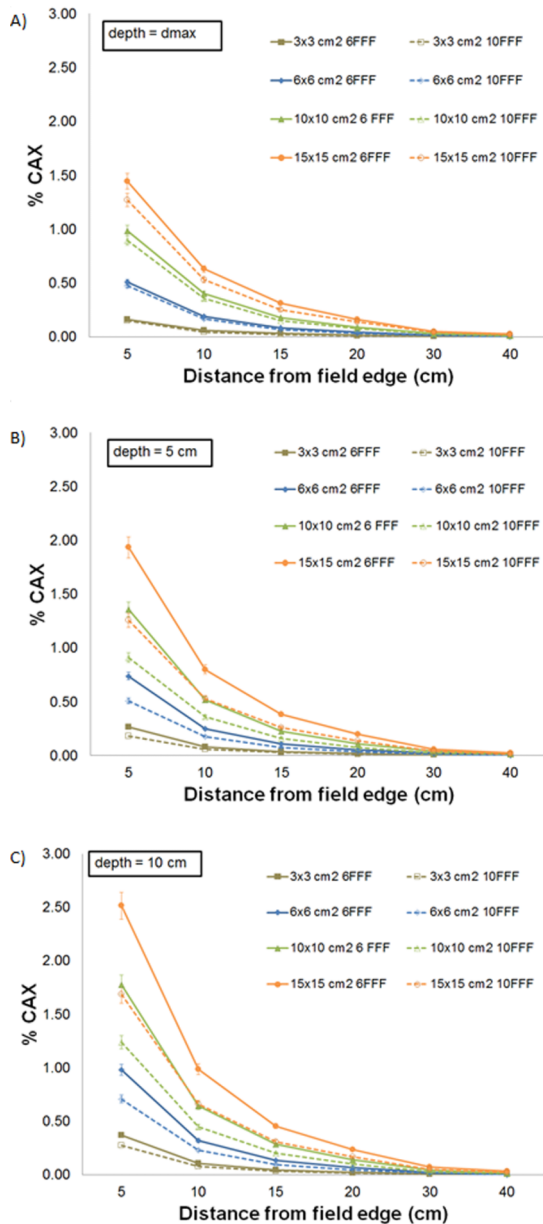 A)
depth = dmax
3x3 cm2 6FFF 3x3 cm2 10FFF
6x6 cm2 6FFF 6x6 cm2 10FFF
10x10 cm2 6 FFF 10x10 cm2 10FFF
15x15 cm2 6FFF 15x15 cm2 10FFF
% CAX
3.00
2.50
2.00
1.50
1.00
0.50
0.00
5 10 15 20 30 40
Distance from field edge (cm)
B)
depth = 5 cm
3x3 cm2 6FFF 3x3 cm2 10FFF
6x6 cm2 6FFF 6x6 cm2 10FFF
10x10 cm2 6 FFF 10x10 cm2 10FFF
15x15 cm2 6FFF 15x15 cm2 10FFF
% CAX
3.00
2.50
2.00
1.50
1.00
0.50
0.00
5 10 15 20 30 40
Distance from field edge (cm)
C)
depth = 10 cm
3x3 cm2 6FFF 3x3 cm2 10FFF
6x6 cm2 6FFF 6x6 cm2 10FFF
10x10 cm2 6 FFF 10x10 cm2 10FFF
15x15 cm2 6FFF 15x15 cm2 10FFF
% CAX
3.00
2.50
2.00
1.50
1.00
0.50
0.00
5 10 15 20 30 40
Distance from field edge (cm)